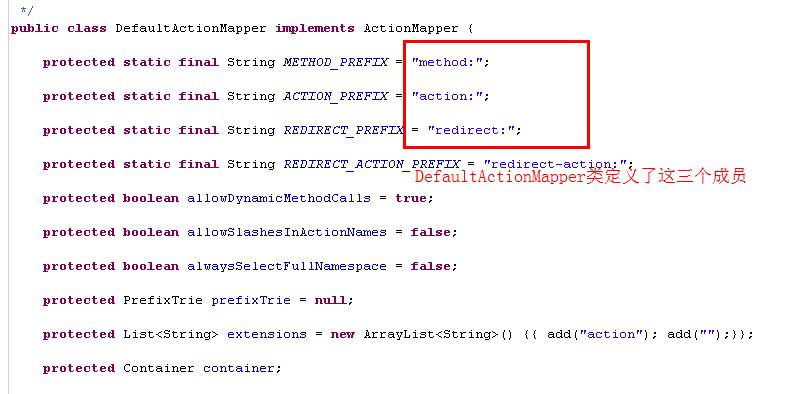 */
public class DefaultActionMapper implements ActionMapper {
protected static final String METHOD_PREFIX = "method:";
protected static final String ACTION_PREFIX = "action:";
protected static final String REDIRECT_PREFIX = "redirect:";
protected static final String REDIRECT_ACTION_PREFIX = "redirect-action:";
DefaultActionMapper类定义了这三个成员
protected boolean allowDynamicMethodCalls = true;
protected boolean allowSlashesInActionNames = false;
protected boolean alwaysSelectFullNamespace = false;
protected PrefixTrie prefixTrie = null;
protected List<String> extensions = new ArrayList<String>() {{ add("action"); add("");}};
protected Container container;